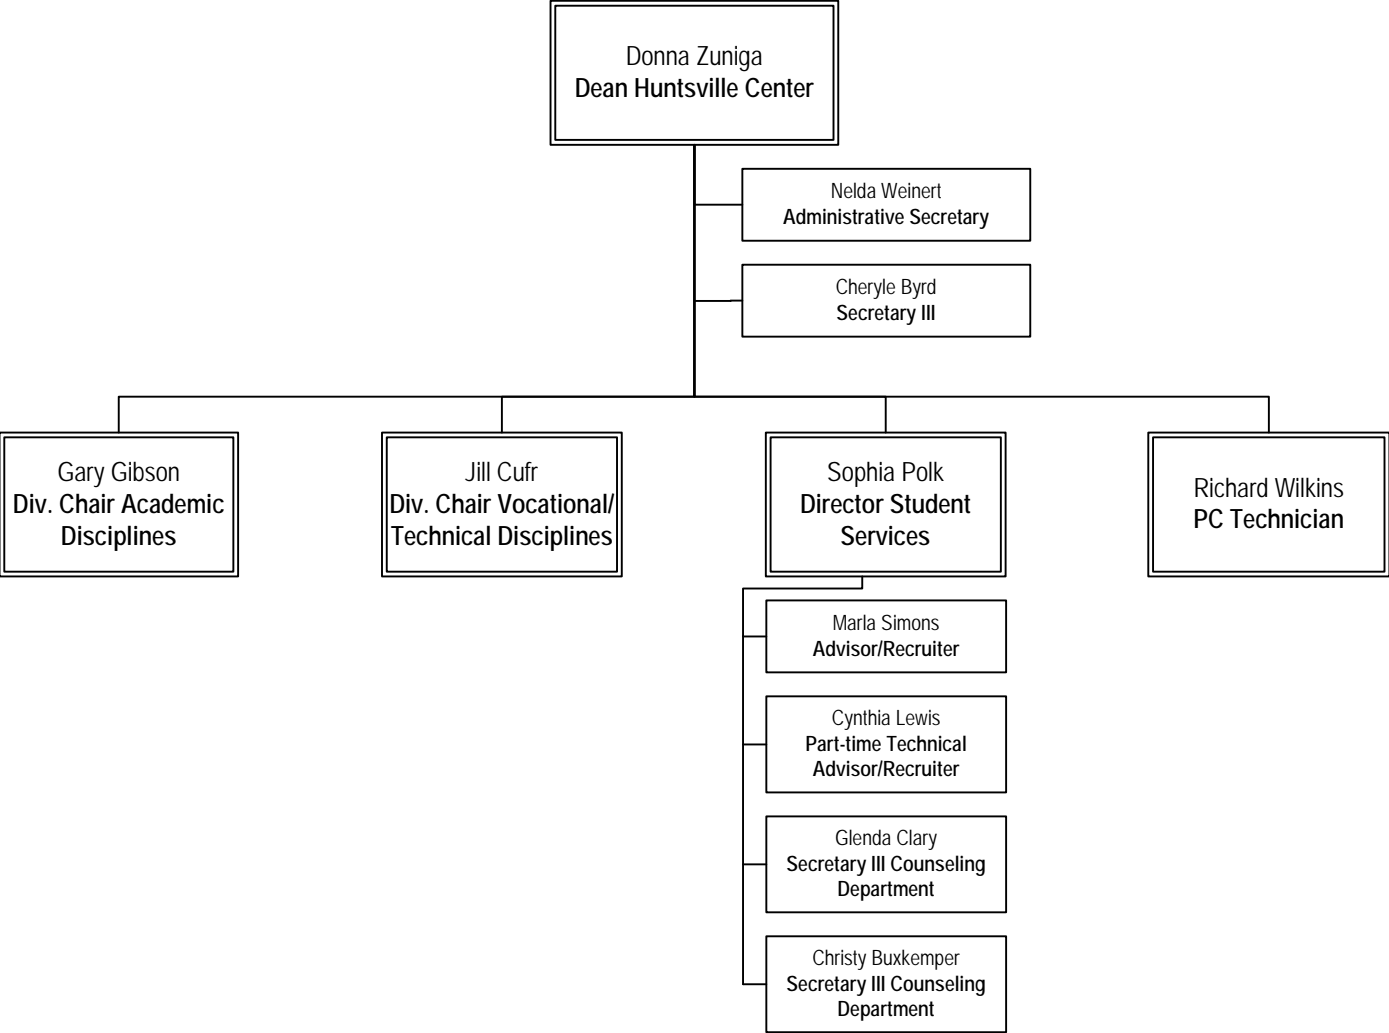 Donna Zuniga
Dean Huntsville Center
Nelda Weinert
Administrative Secretary
Cheryle Byrd
Secretary III
Gary Gibson
Div. Chair Academic
Disciplines
Jill Cufr
Div. Chair Vocational/
Technical Disciplines
Sophia Polk
Director Student
Services
Richard Wilkins
PC Technician
Marla Simons
Advisor/Recruiter
Cynthia Lewis
Part-time Technical
Advisor/Recruiter
Glenda Clary
Secretary III Counseling
Department
Christy Buxkemper
Secretary III Counseling
Department